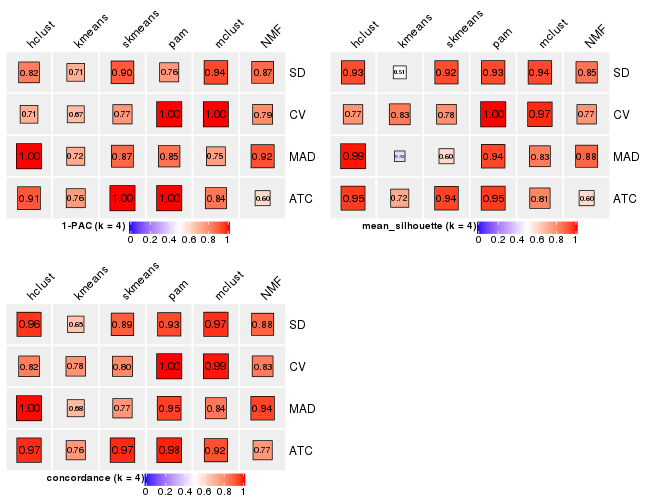 hclust kmeans skmeans pam mclust NMF
0.82 0.71 0.90 0.76 0.94 0.87 SD
0.71 0.67 0.77 1.00 1.00 0.79 CV
1.00 0.72 0.87 0.85 0.75 0.92 MAD
0.91 0.76 1.00 1.00 0.84 0.60 ATC
1-PAC (k = 4)
0 0.2 0.4 0.6 0.8 1
hclust kmeans skmeans pam mclust NMF
0.93 0.51 0.92 0.93 0.94 0.85 SD
0.77 0.83 0.78 1.00 0.97 0.77 CV
0.99 0.60 0.94 0.83 0.88 MAD
0.95 0.72 0.94 0.95 0.81 0.60 ATC
mean_silhouette (k = 4)
0 0.2 0.4 0.6 0.8 1
hclust kmeans skmeans pam mclust NMF
0.96 0.65 0.89 0.93 0.97 0.88 SD
0.82 0.78 0.80 1.00 0.99 0.83 CV
1.00 0.68 0.77 0.95 0.84 0.94 MAD
0.97 0.76 0.97 0.98 0.92 0.77 ATC
concordance (k = 4)
0 0.2 0.4 0.6 0.8 1